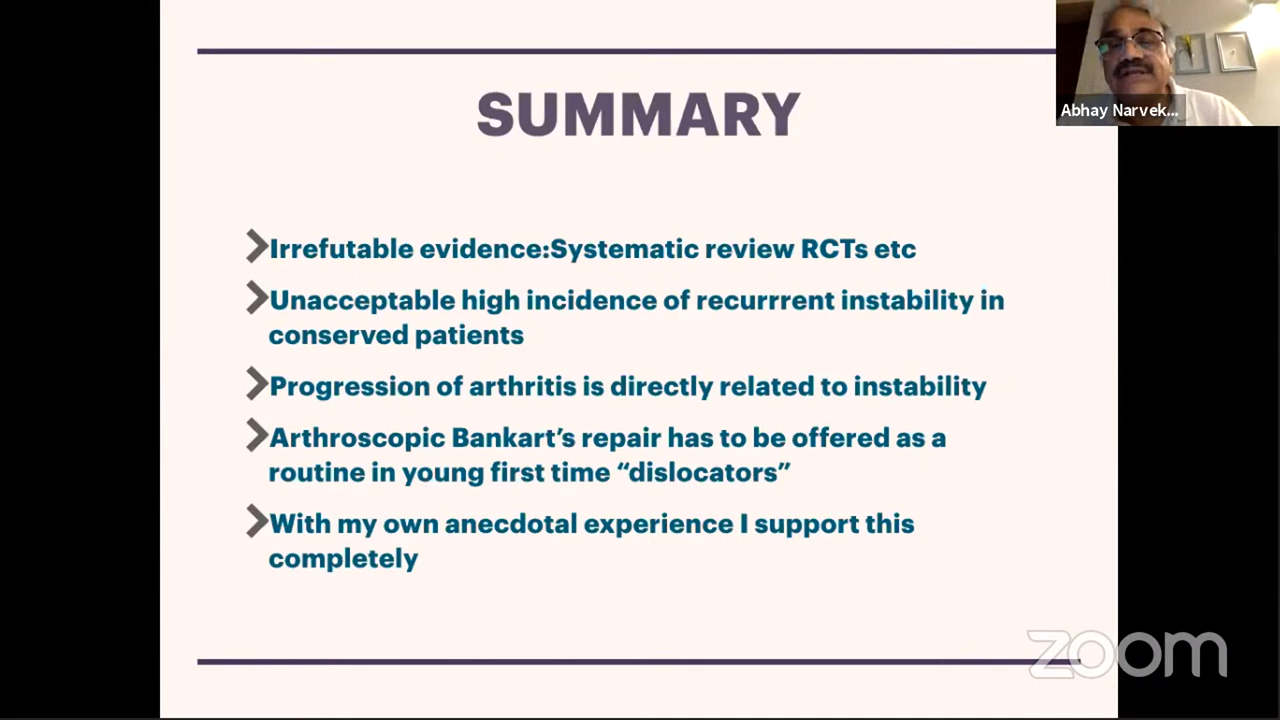 SUMMARY
Irrefutable evidence:Systematic review RCTs etc
Unacceptable high incidence of recurrrent instability in
conserved patients
Progression of arthritis is directly related to instability
Arthroscopic Bankart’s repair has to be offered as a
routine in young first time “dislocators”
With my own anecdotal experience I support this
completely
Abhay Narvek...
zoom